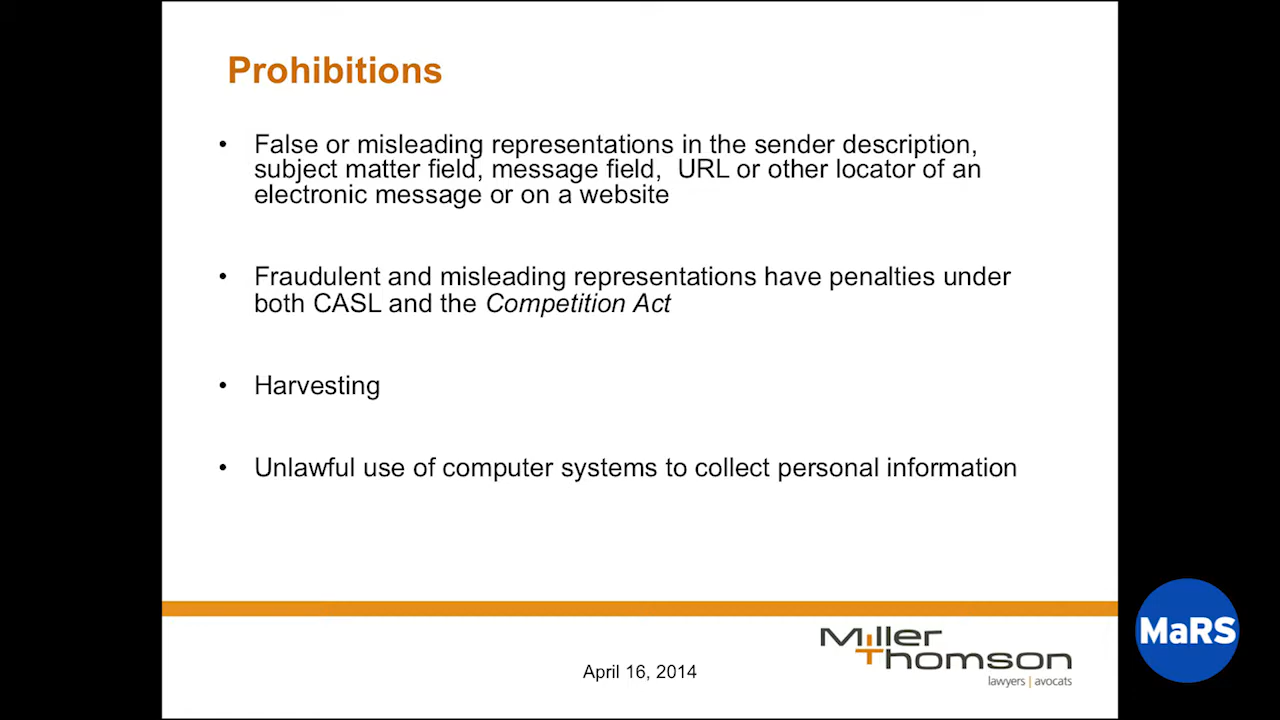 Prohibitions
• False or misleading representations in the sender description,
subject matter field, message field, URL or other locator of an
electronic message or on a website
• Fraudulent and misleading representations have penalties under
both CASL and the Competition Act
• Harvesting
• Unlawful use of computer systems to collect personal information
April 16, 2014
Miller
Thomson
lawyers | avocats
MaRS